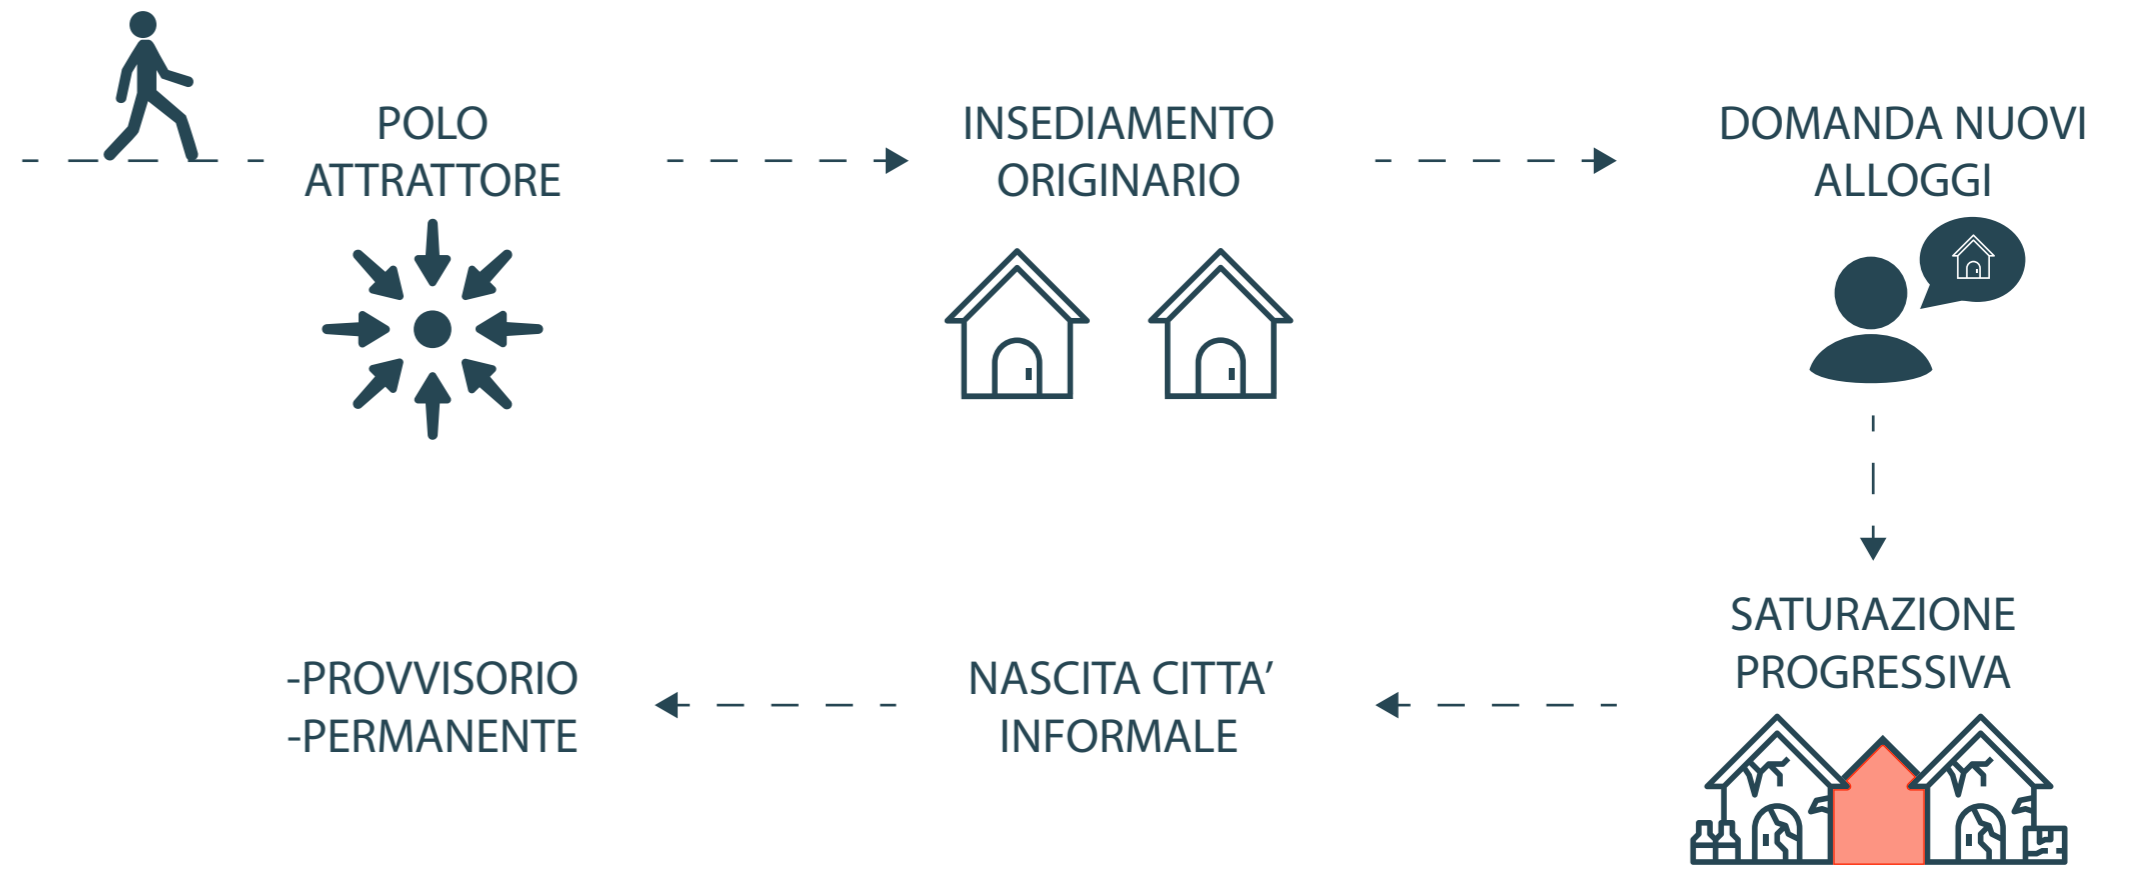 POLO
ATTRATTORE
INSEDIAMENTO
ORIGINARIO
DOMANDA NUOVI
ALLOGGI
SATURAZIONE
PROGRESSIVA
NASCITA CITTA'
INFORMALE
-PROVVISORIO
-PERMANENTE